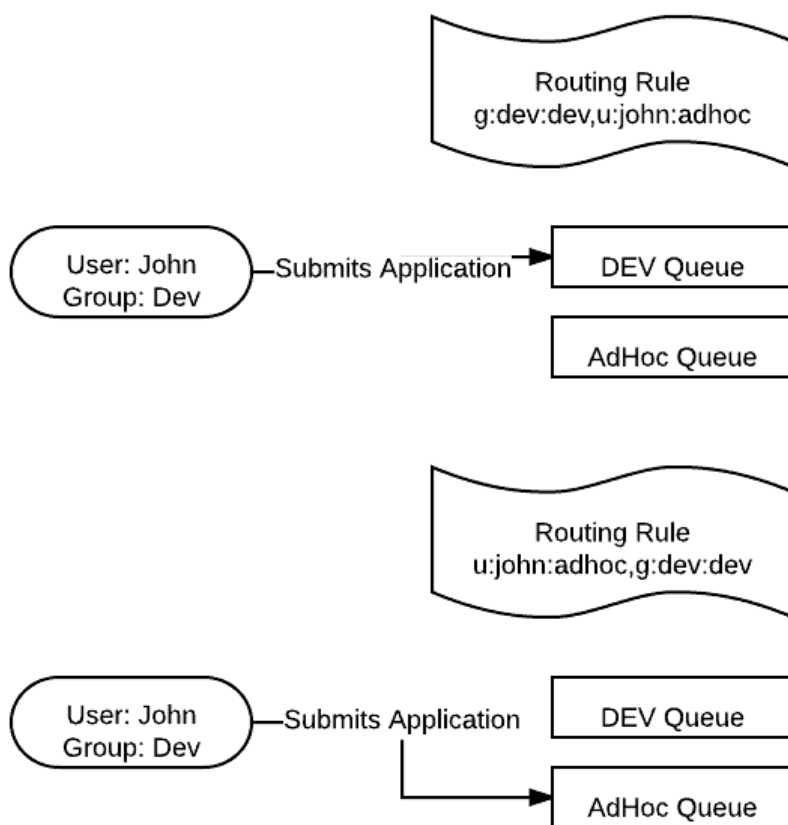 Routing Rule
g:dev:dev,u:john:adhoc
User: John
Group: Dev
Submits Application
DEV Queue
AdHoc Queue
Routing Rule
u:john:adhoc,g:dev:dev
User: John
Group: Dev
Submits Application
DEV Queue
AdHoc Queue